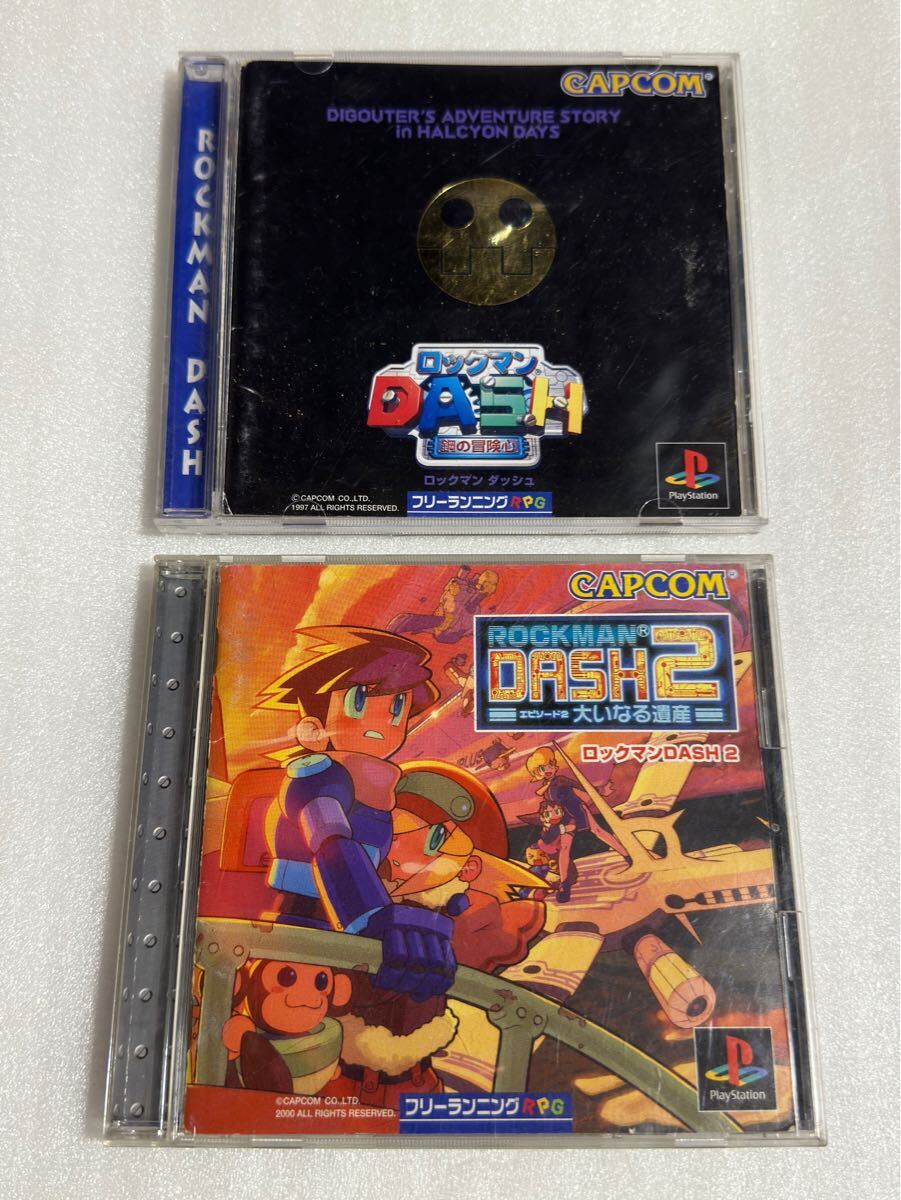 ROCKMAN DASH
CAPCOM®
DIGOUTER'S ADVENTURE STORY
in HALCYON DAYS
ロックマン®
DASH
鋼の冒険心
ロックマン ダッシュ
©CAPCOM CO.,LTD.
1997 ALL RIGHTS RESERVED.
フリーランニングRPG
PlayStation
CAPCOM®
ROCKMAN®
DASH2
エピソード2 大いなる遺産
ロックマンDASH 2
PLUS
©CAPCOM CO.,LTD.
2000 ALL RIGHTS RESERVED.
フリーランニングRPG
PlayStation